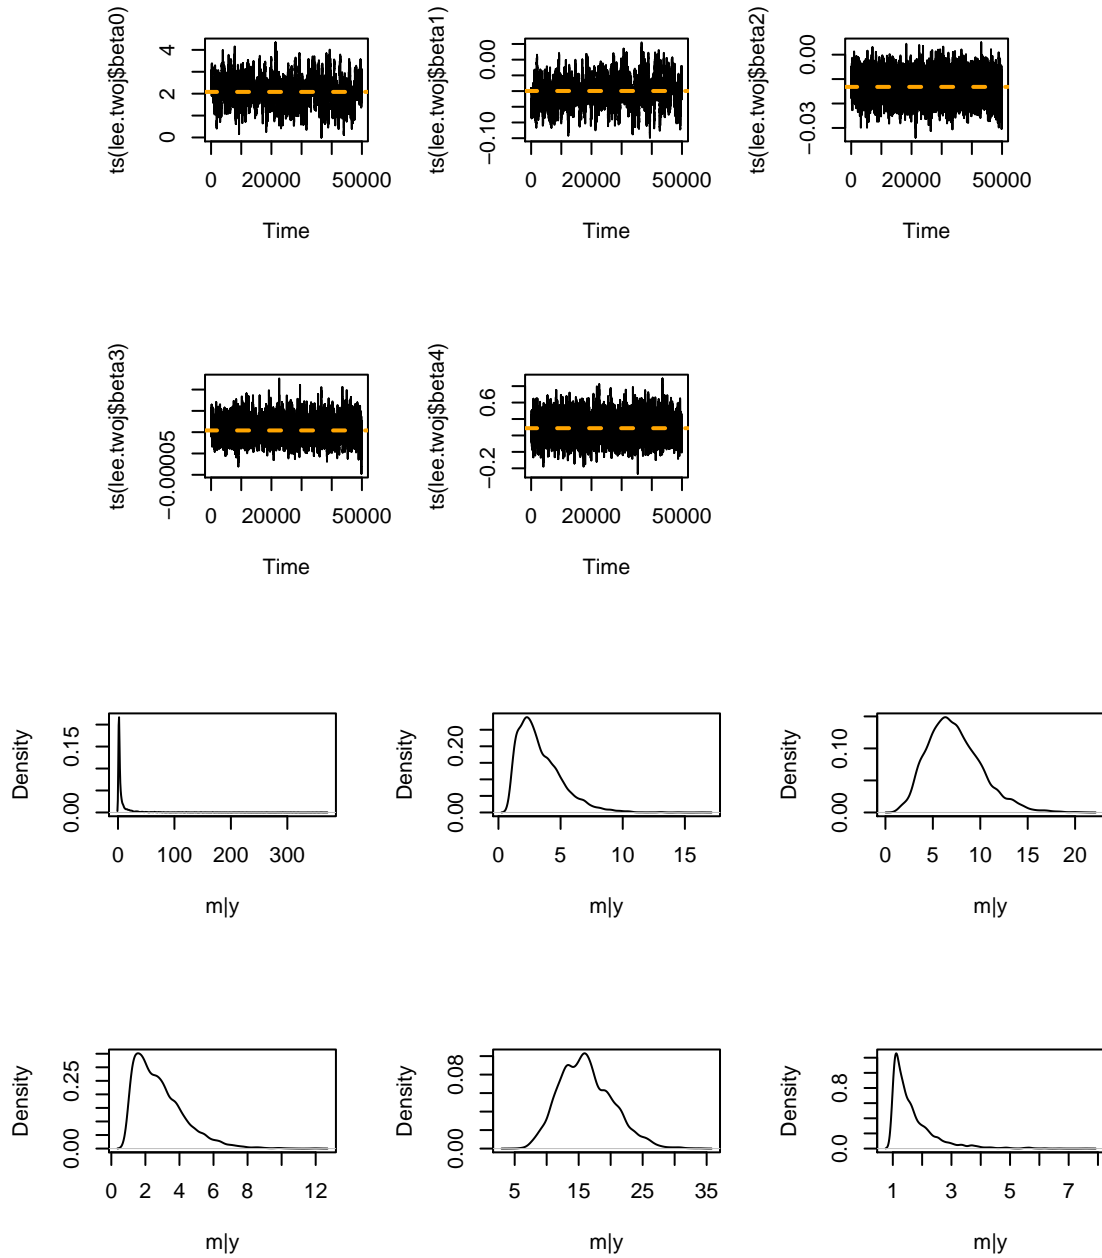 ts(lee.twoj$beta0)
0 2 4
0 20000 50000
Time
ts(lee.twoj$beta1)
−0.10 0.00
0 20000 50000
Time
ts(lee.twoj$beta2)
−0.03 0.00
0 20000 50000
Time
ts(lee.twoj$beta3)
−0.00005
0 20000 50000
Time
ts(lee.twoj$beta4)
−0.2 0.6
0 20000 50000
Time
Density
0.00 0.15
0 100 200 300
m|y
Density
0.00 0.20
0 5 10 15
m|y
Density
0.00 0.10
0 5 10 15 20
m|y
Density
0.00 0.25
0 2 4 6 8 12
m|y
Density
0.00 0.08
5 15 25 35
m|y
Density
0.0 0.8
1 3 5 7
m|y